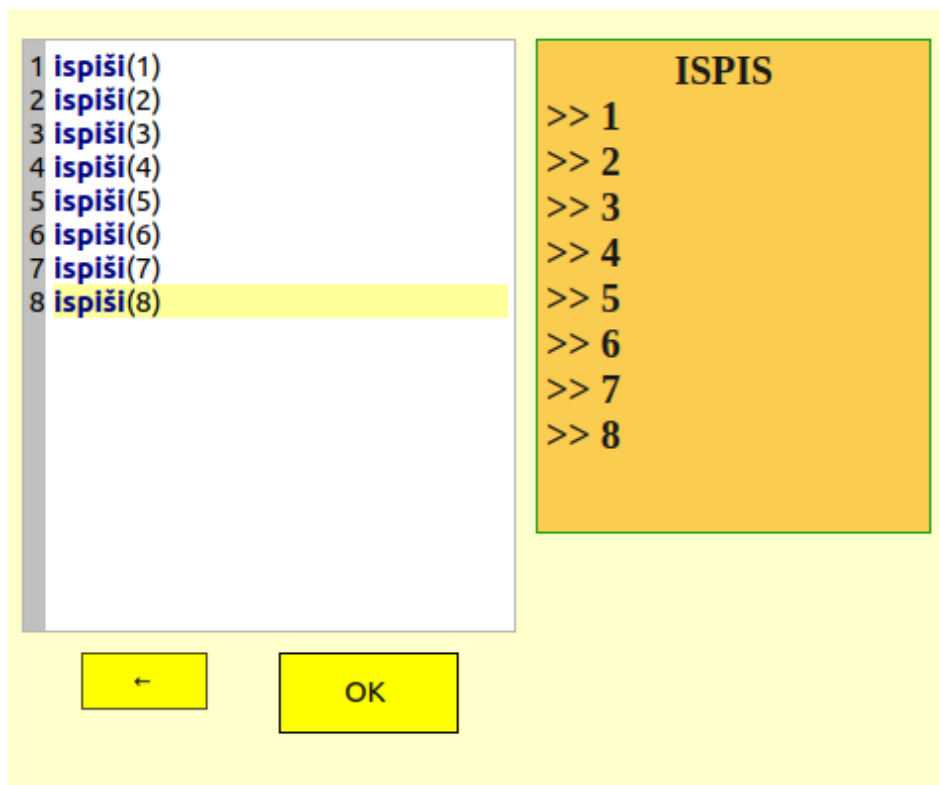 1 ispiši(1)
2 ispiši(2)
3 ispiši(3)
4 ispiši(4)
5 ispiši(5)
6 ispiši(6)
7 ispiši(7)
8 ispiši(8)
←
OK
ISPIS
>> 1
>> 2
>> 3
>> 4
>> 5
>> 6
>> 7
>> 8